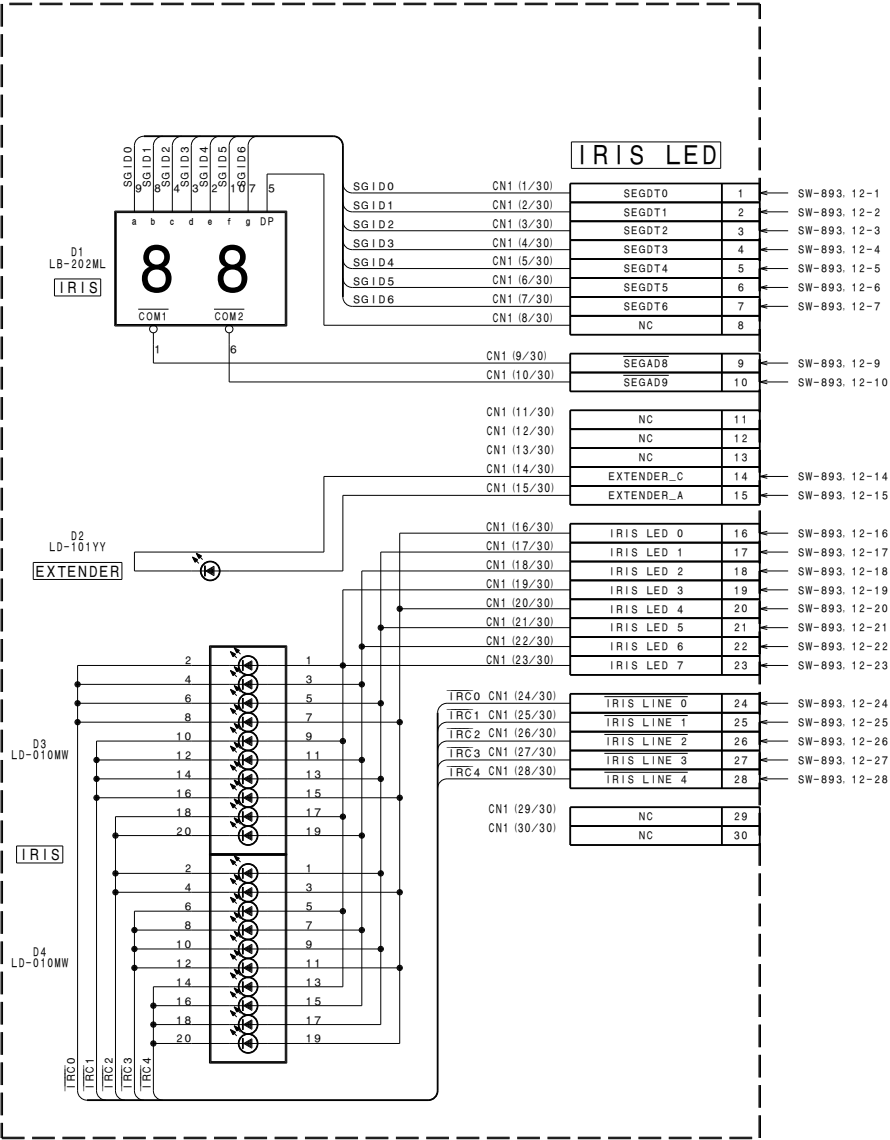 IRIS LED
SGID0 SGID1 SGID2 SGID3 SGID4 SGID5 SGID6
9 8 4 3 2 10 7 5
a b c d e f g DP
8 8
COM1 COM2
1 6
D1
LB-202ML
IRIS
SGID0 CN1 (1/30) SEGDT0 1 SW-893, 12-1
SGID1 CN1 (2/30) SEGDT1 2 SW-893, 12-2
SGID2 CN1 (3/30) SEGDT2 3 SW-893, 12-3
SGID3 CN1 (4/30) SEGDT3 4 SW-893, 12-4
SGID4 CN1 (5/30) SEGDT4 5 SW-893, 12-5
SGID5 CN1 (6/30) SEGDT5 6 SW-893, 12-6
SGID6 CN1 (7/30) SEGDT6 7 SW-893, 12-7
CN1 (8/30) NC 8
CN1 (9/30) SEGAD8 9 SW-893, 12-9
CN1 (10/30) SEGAD9 10 SW-893, 12-10
CN1 (11/30) NC 11
CN1 (12/30) NC 12
CN1 (13/30) NC 13
CN1 (14/30) EXTENDER_C 14 SW-893, 12-14
CN1 (15/30) EXTENDER_A 15 SW-893, 12-15
D2
LD-101YY
EXTENDER
CN1 (16/30) IRIS LED 0 16 SW-893, 12-16
CN1 (17/30) IRIS LED 1 17 SW-893, 12-17
CN1 (18/30) IRIS LED 2 18 SW-893, 12-18
CN1 (19/30) IRIS LED 3 19 SW-893, 12-19
CN1 (20/30) IRIS LED 4 20 SW-893, 12-20
CN1 (21/30) IRIS LED 5 21 SW-893, 12-21
CN1 (22/30) IRIS LED 6 22 SW-893, 12-22
CN1 (23/30) IRIS LED 7 23 SW-893, 12-23
IRC0 CN1 (24/30) IRIS LINE 0 24 SW-893, 12-24
IRC1 CN1 (25/30) IRIS LINE 1 25 SW-893, 12-25
IRC2 CN1 (26/30) IRIS LINE 2 26 SW-893, 12-26
IRC3 CN1 (27/30) IRIS LINE 3 27 SW-893, 12-27
IRC4 CN1 (28/30) IRIS LINE 4 28 SW-893, 12-28
CN1 (29/30) NC 29
CN1 (30/30) NC 30
D3
LD-010MW
2 1
4 3
6 5
8 7
10 9
12 11
14 13
16 15
18 17
20 19
IRIS
D4
LD-010MW
2 1
4 3
6 5
8 7
10 9
12 11
14 13
16 15
18 17
20 19
IRC0 IRC1 IRC2 IRC3 IRC4